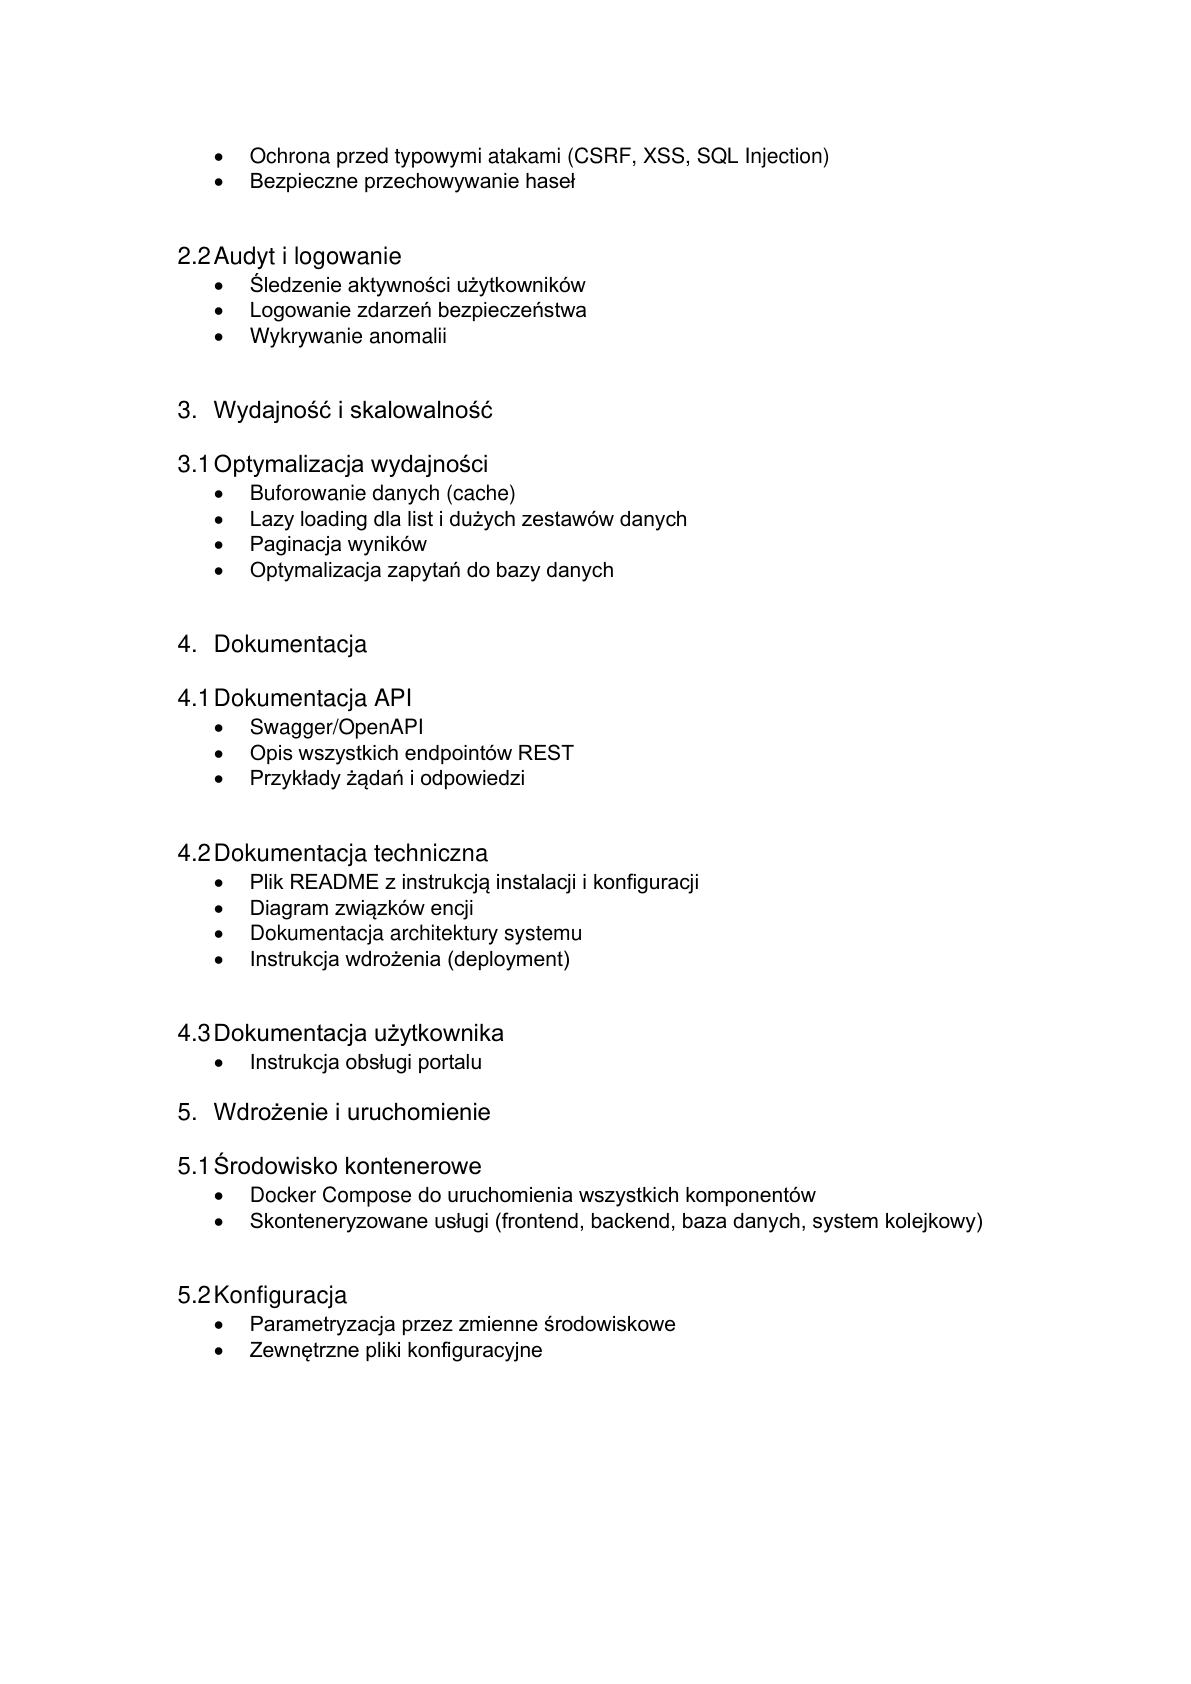 • Ochrona przed typowymi atakami (CSRF, XSS, SQL Injection)
• Bezpieczne przechowywanie haseł
2.2 Audyt i logowanie
• Śledzenie aktywności użytkowników
• Logowanie zdarzeń bezpieczeństwa
• Wykrywanie anomalii
3. Wydajność i skalowalność
3.1 Optymalizacja wydajności
• Buforowanie danych (cache)
• Lazy loading dla list i dużych zestawów danych
• Paginacja wyników
• Optymalizacja zapytań do bazy danych
4. Dokumentacja
4.1 Dokumentacja API
• Swagger/OpenAPI
• Opis wszystkich endpointów REST
• Przykłady żądań i odpowiedzi
4.2 Dokumentacja techniczna
• Plik README z instrukcją instalacji i konfiguracji
• Diagram związków encji
• Dokumentacja architektury systemu
• Instrukcja wdrożenia (deployment)
4.3 Dokumentacja użytkownika
• Instrukcja obsługi portalu
5. Wdrożenie i uruchomienie
5.1 Środowisko kontenerowe
• Docker Compose do uruchomienia wszystkich komponentów
• Skonteneryzowane usługi (frontend, backend, baza danych, system kolejkowy)
5.2 Konfiguracja
• Parametryzacja przez zmienne środowiskowe
• Zewnętrzne pliki konfiguracyjne